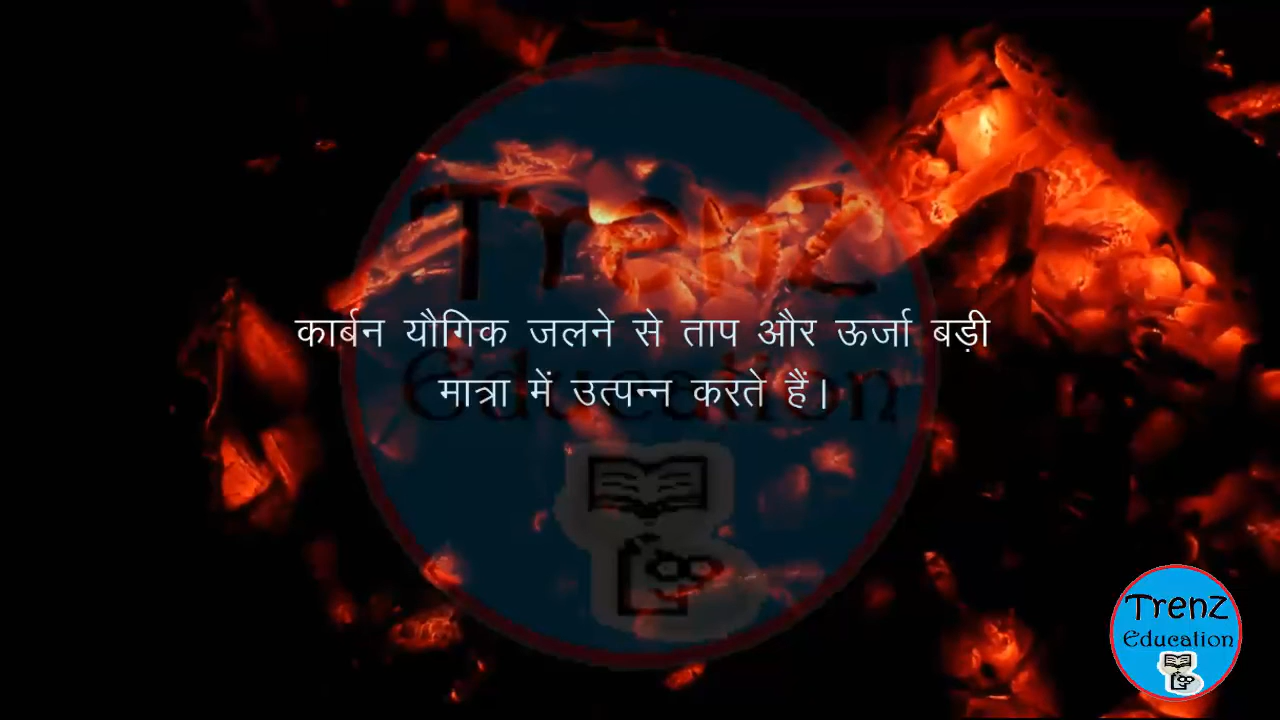 Trenz
कार्बन यौगिक जलने से ताप और ऊर्जा बड़ी
Education
मात्रा में उत्पन्न करते हैं।
Trenz
Education